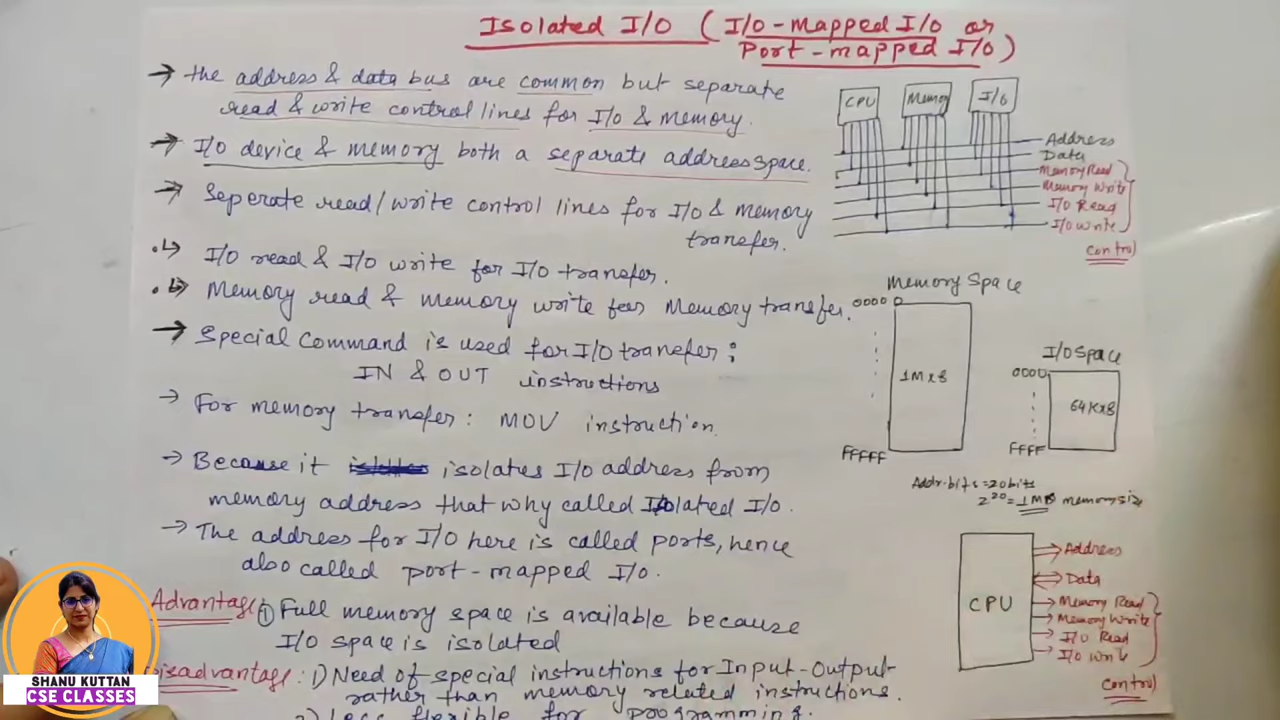 Isolated I/O (I/O-Mapped I/O or
Port-mapped I/O)
→ the address & data bus are common but separate
read & write control lines for I/O & memory.
→ I/O device & memory both a separate address space.
→ Seperate read/write control lines for I/O & memory
transfer.
I/O read & I/O write for I/O transfer.
Memory read & memory write for Memory transfer.
→ Special Command is used for I/O transfer:
IN & OUT instructions
→ For memory transfer: MOV instruction.
→ Because it isolates I/O address from
memory address that why called Isolated I/O.
→ The address for I/O here is called ports, hence
also called port-mapped I/O.
Advantage: ① Full memory space is available because
I/O space is isolated
Disadvantage: 1) Need of special instructions for Input-Output
rather than memory related instructions.
2) Less flexible for programming.
CPU
Memory
I/O
Address
Data
Memory Read
Memory Write
I/O Read
I/O Write
Control
Memory Space
00000
1M×8
FFFFF
I/O Space
0000
64K×8
FFFF
Addr. bits = 20 bits
2^20 = 1MB memory size
CPU
Address
Data
Memory Read
Memory Write
I/O Read
I/O Write
Control
SHANU KUTTAN
CSE CLASSES